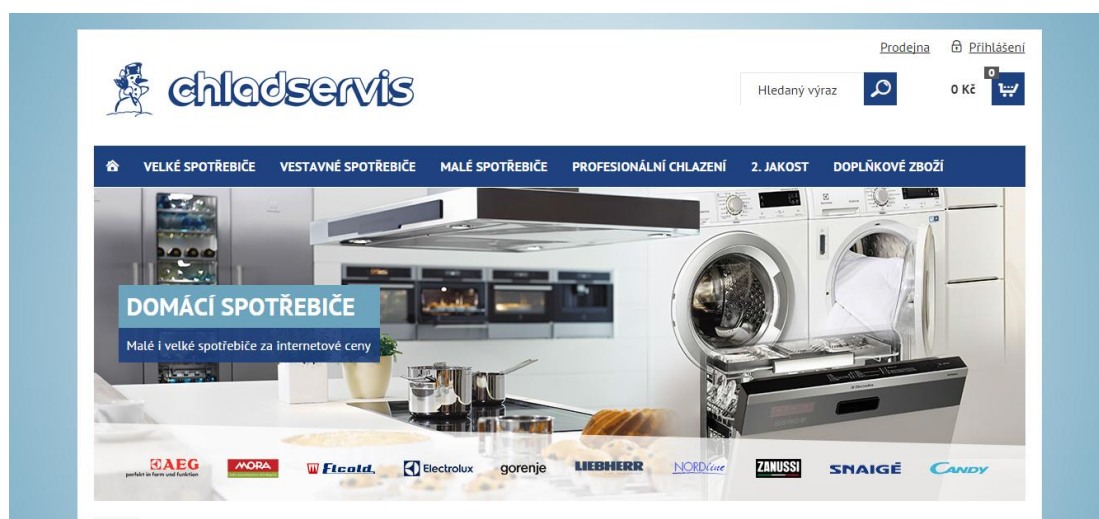 Prodejna Přihlášení
chladservis
Hledaný výraz 0 Kč 0
VELKÉ SPOTŘEBIČE VESTAVNÉ SPOTŘEBIČE MALÉ SPOTŘEBIČE PROFESIONÁLNÍ CHLAZENÍ 2. JAKOST DOPLŇKOVÉ ZBOŽÍ
DOMÁCÍ SPOTŘEBIČE
Malé i velké spotřebiče za internetové ceny
AEG MORA Elcold Electrolux gorenje LIEBHERR NORDline ZANUSSI SNAIGĖ CANDY
perfekt in form und funktion